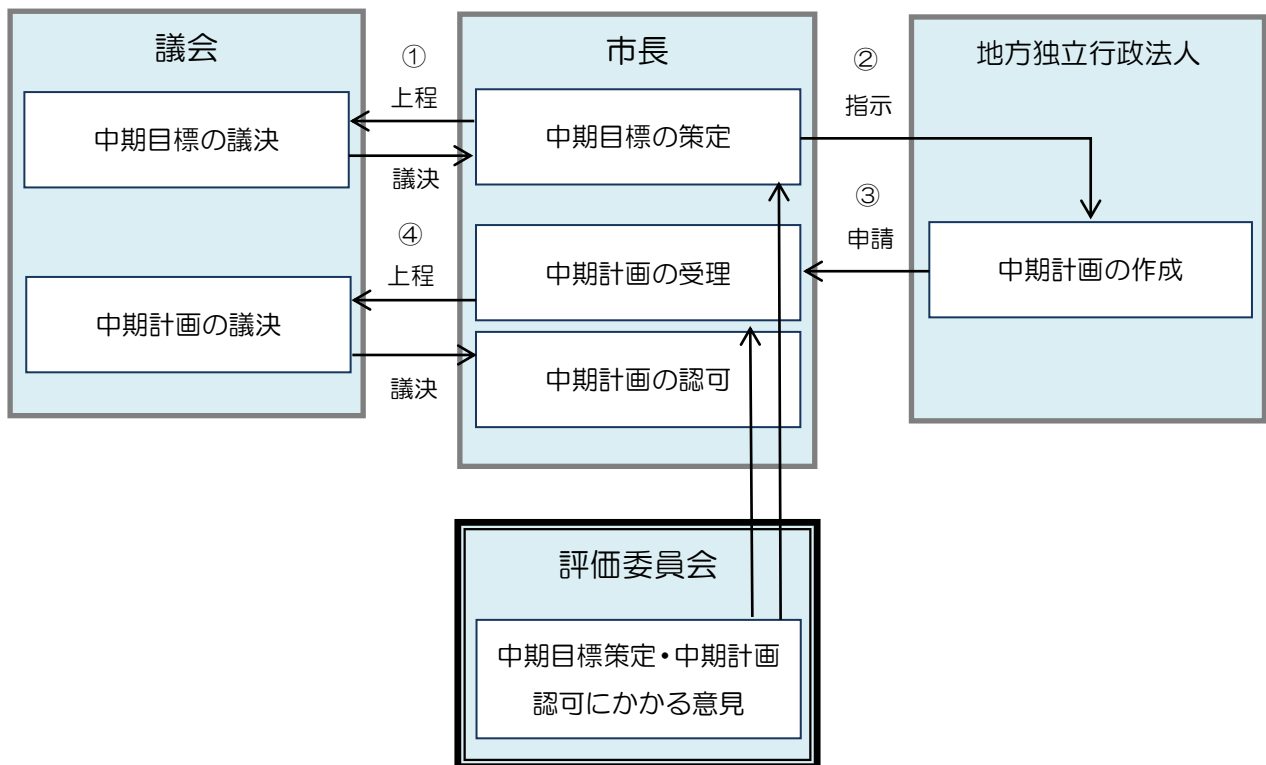 議会
①
上程
中期目標の議決
議決
④
上程
中期計画の議決
議決
市長
中期目標の策定
中期計画の受理
中期計画の認可
②
指示
③
申請
地方独立行政法人
中期計画の作成
評価委員会
中期目標策定・中期計画
認可にかかる意見